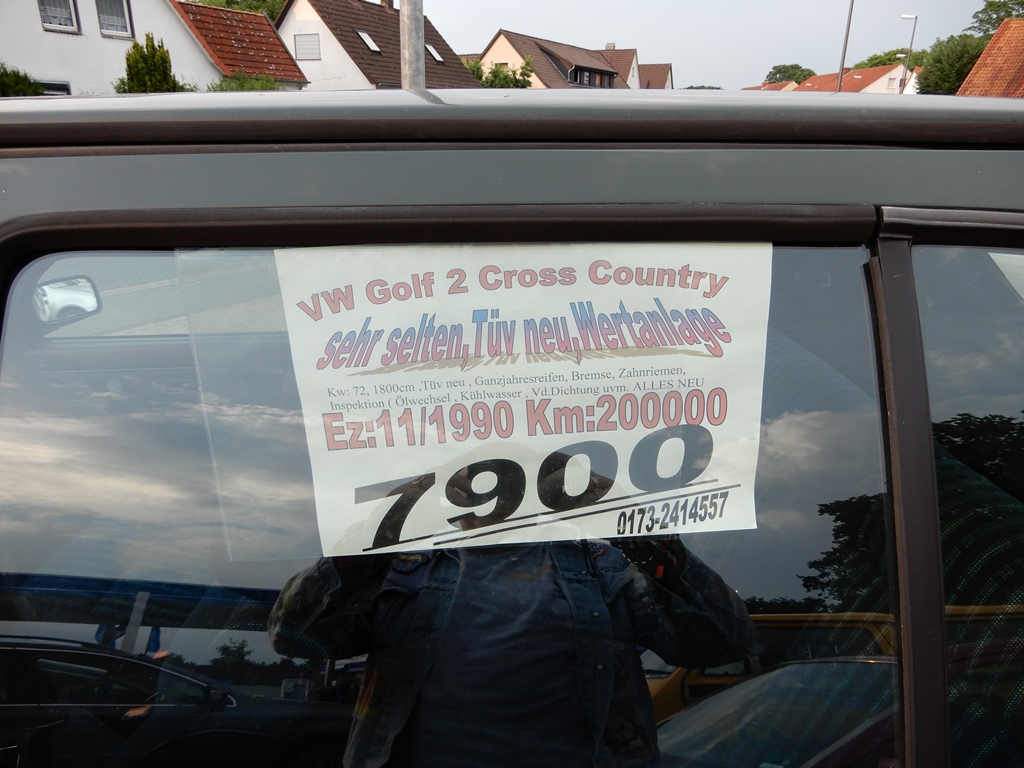 VW Golf 2 Cross Country
sehr selten,Tüv neu,Wertanlage
Kw: 72, 1800cm ,Tüv neu , Ganzjahresreifen, Bremse, Zahnriemen,
Inspektion ( Ölwechsel , Kühlwasser , Vd.Dichtung uvm. ALLES NEU
Ez:11/1990 Km:200000
7900
0173-2414557